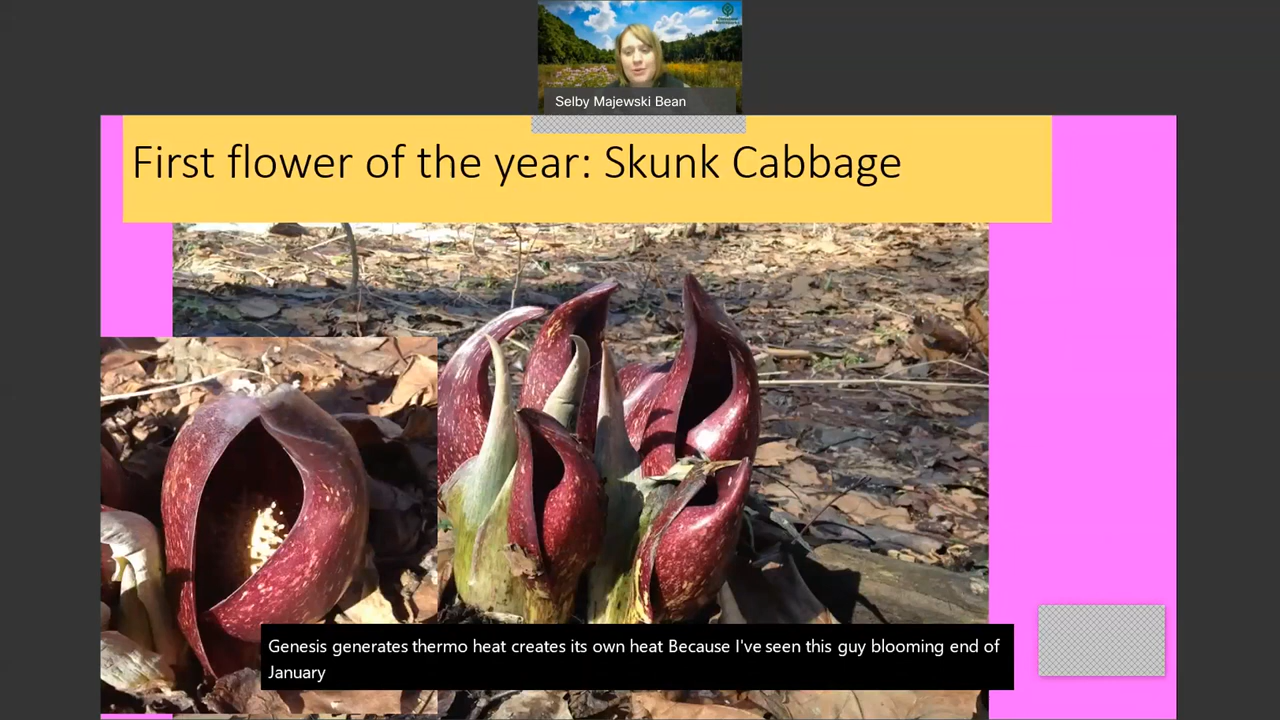 Selby Majewski Bean
First flower of the year: Skunk Cabbage
Genesis generates thermo heat creates its own heat Because I've seen this guy blooming end of
January